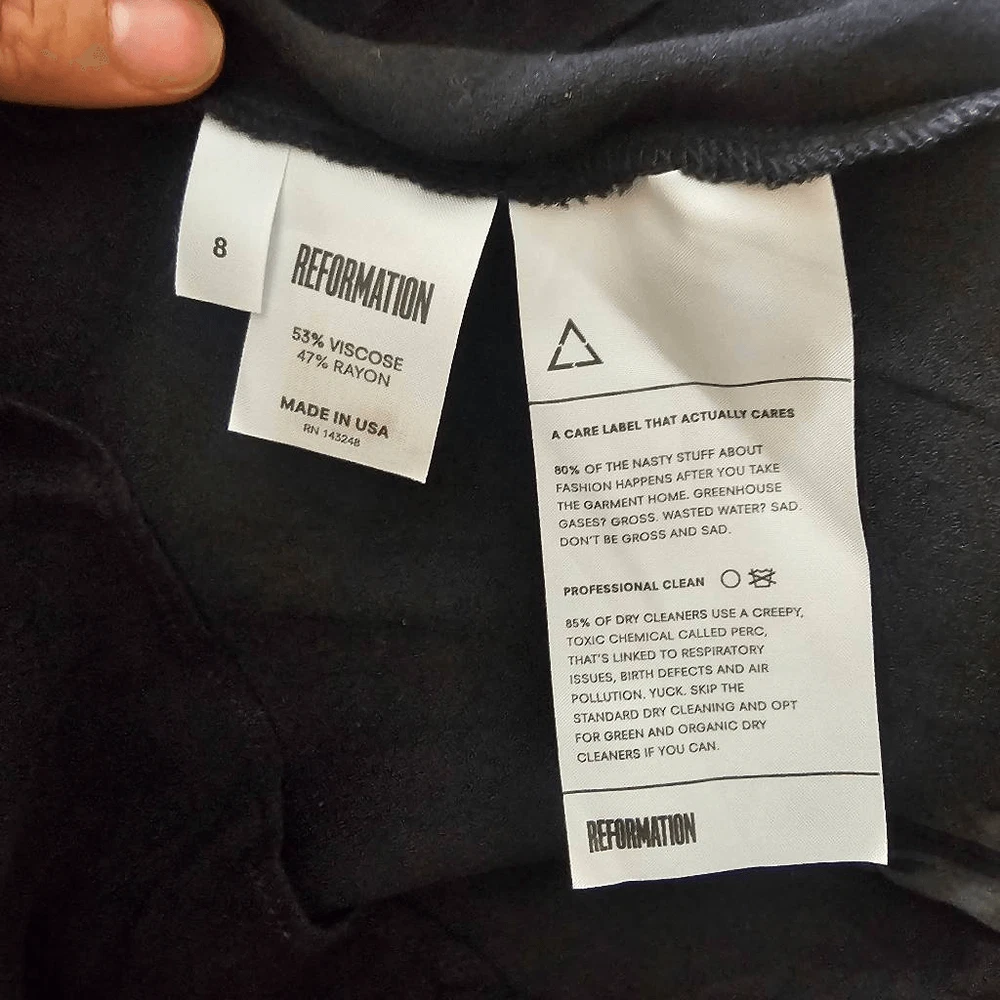 8
REFORMATION
53% VISCOSE
47% RAYON
MADE IN USA
RN 143248
A CARE LABEL THAT ACTUALLY CARES
80% OF THE NASTY STUFF ABOUT
FASHION HAPPENS AFTER YOU TAKE
THE GARMENT HOME. GREENHOUSE
GASES? GROSS. WASTED WATER? SAD.
DON'T BE GROSS AND SAD.
PROFESSIONAL CLEAN
85% OF DRY CLEANERS USE A CREEPY,
TOXIC CHEMICAL CALLED PERC,
THAT'S LINKED TO RESPIRATORY
ISSUES, BIRTH DEFECTS AND AIR
POLLUTION. YUCK. SKIP THE
STANDARD DRY CLEANING AND OPT
FOR GREEN AND ORGANIC DRY
CLEANERS IF YOU CAN.
REFORMATION